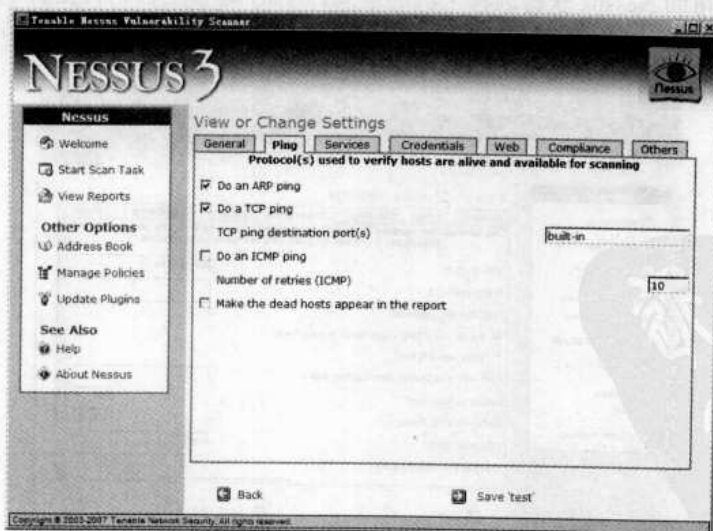 Tenable Nessus Vulnerability Scanner
NESSUS 3
Nessus
Nessus
Welcome
Start Scan Task
View Reports
Other Options
Address Book
Manage Policies
Update Plugins
See Also
Help
About Nessus
View or Change Settings
General Ping Services Credentials Web Compliance Others
Protocol(s) used to verify hosts are alive and available for scanning
Do an ARP ping
Do a TCP ping
TCP ping destination port(s) built-in
Do an ICMP ping
Number of retries (ICMP) 10
Make the dead hosts appear in the report
Back Save 'test'
Copyright © 2003-2007 Tenable Network Security, All rights reserved.